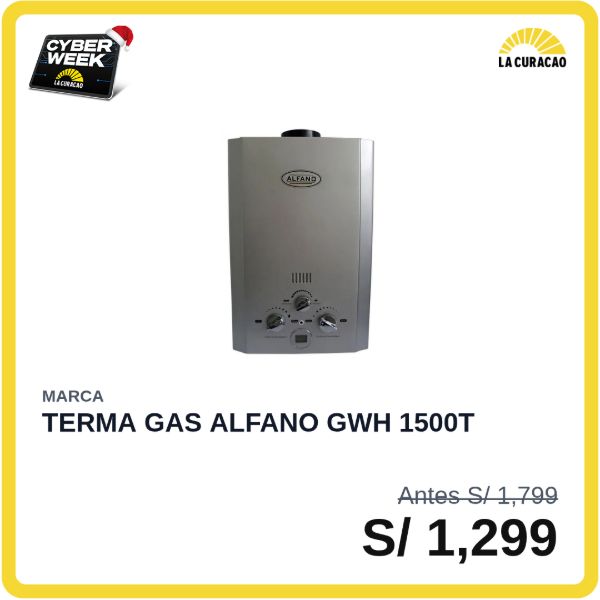 CYBER
WEEK
LA CURACAO
LA CURACAO
ALFANO
MARCA
TERMA GAS ALFANO GWH 1500T
Antes S/ 1,799
S/ 1,299